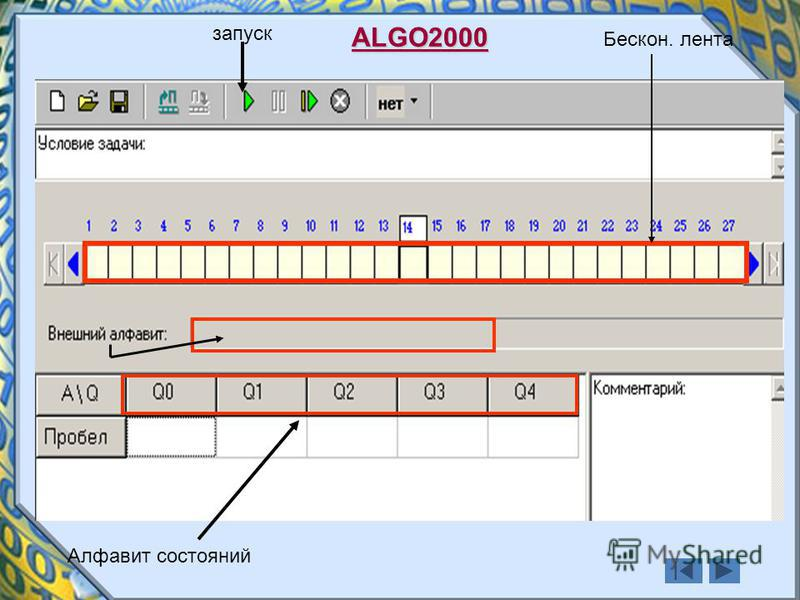 запуск
ALGO2000
Бескон. лента
нет
Условие задачи:
1 2 3 4 5 6 7 8 9 10 11 12 13 14 15 16 17 18 19 20 21 22 23 24 25 26 27
Внешний алфавит:
A\Q Q0 Q1 Q2 Q3 Q4
Комментарий:
Пробел
Алфавит состояний
MyShared